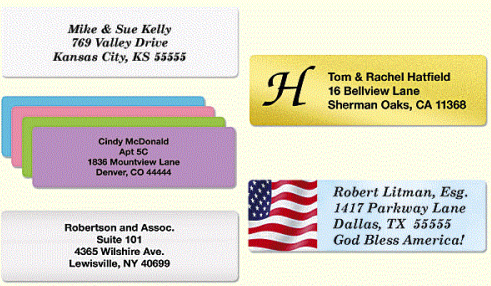 Mike & Sue Kelly
769 Valley Drive
Kansas City, KS 55555
Cindy McDonald
Apt 5C
1836 Mountview Lane
Denver, CO 44444
Robertson and Assoc.
Suite 101
4365 Wilshire Ave.
Lewisville, NY 40699
H
Tom & Rachel Hatfield
16 Bellview Lane
Sherman Oaks, CA 11368
Robert Litman, Esg.
1417 Parkway Lane
Dallas, TX 55555
God Bless America!